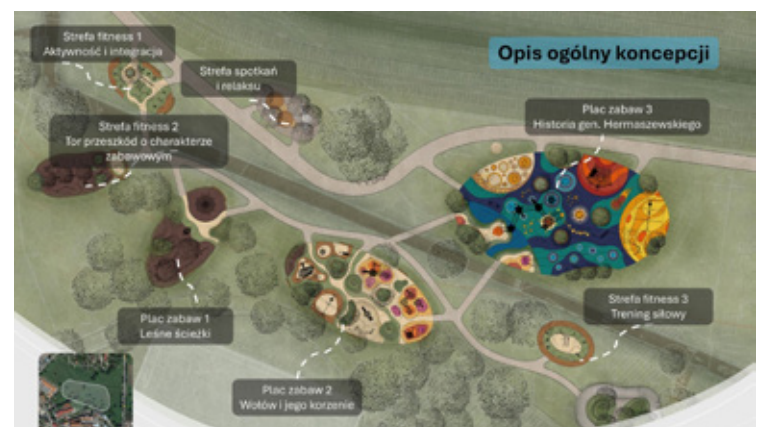 Strefa fitness 1
Aktywność i integracja
Opis ogólny koncepcji
Strefa spotkań
i relaksu
Plac zabaw 3
Historia gen. Hermaszewskiego
Strefa fitness 2
Tor przeszkód o charakterze
zabawowym
Strefa fitness 3
Trening siłowy
Plac zabaw 1
Leśne ścieżki
Plac zabaw 2
Wołów i jego korzenie